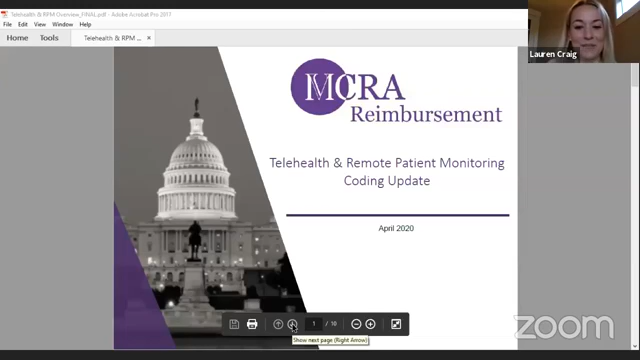 Telehealth & RPM Overview_FINAL.pdf - Adobe Acrobat Pro 2017
File Edit View Window Help
Home Tools Telehealth & RPM ... ×
Lauren Craig
MCRA
Reimbursement
Telehealth & Remote Patient Monitoring
Coding Update
April 2020
1 / 10
Show next page (Right Arrow)
zoom